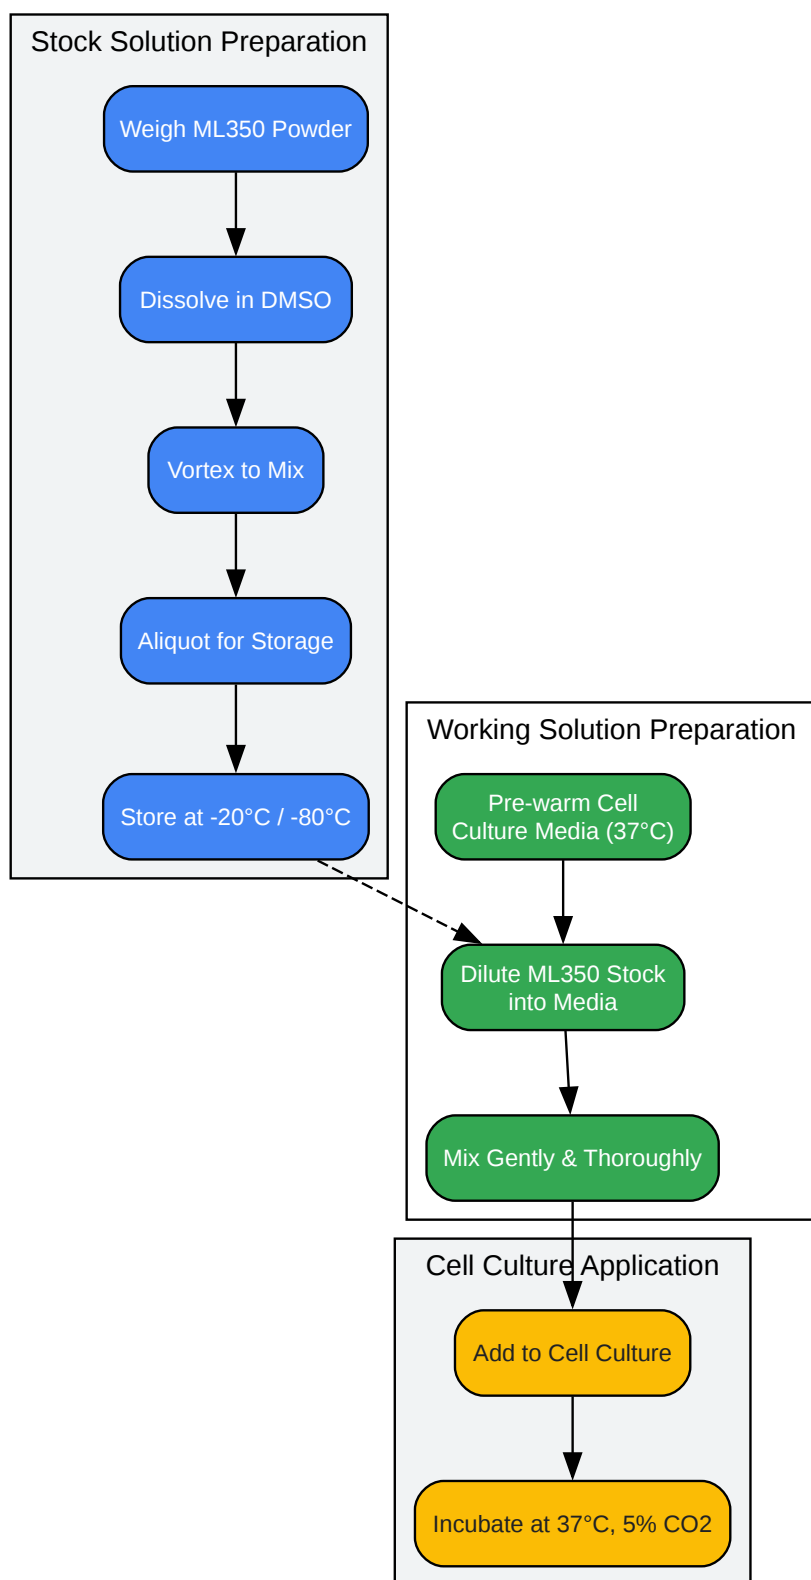 Stock Solution Preparation
Weigh ML350 Powder
Dissolve in DMSO
Vortex to Mix
Aliquot for Storage
Store at -20°C / -80°C
Working Solution Preparation
Pre-warm Cell
Culture Media (37°C)
Dilute ML350 Stock
into Media
Mix Gently & Thoroughly
Cell Culture Application
Add to Cell Culture
Incubate at 37°C, 5% CO2